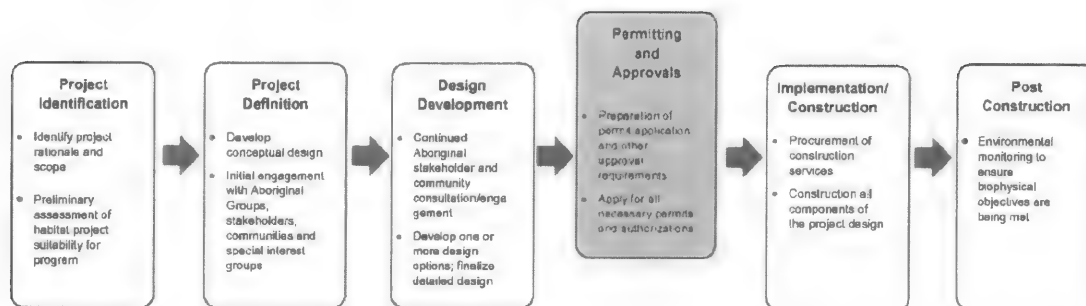 Project
Identification
• Identify project
rationale and
scope
• Preliminary
assessment of
habitat project
suitability for
program
Project
Definition
• Develop
conceptual design
• Initial engagement
with Aboriginal
Groups,
stakeholders,
communities and
special interest
groups
Design
Development
• Continued
Aboriginal
stakeholder and
community
consultation/enga
gement
• Develop one or
more design
options; finalize
detailed design
Permitting
and
Approvals
• Preparation of
permit application
and other
approval
requirements
• Apply for all
necessary permits
and authorizations
Implementation/
Construction
• Procurement of
construction
services
• Construction all
components of
the project design
Post
Construction
• Environmental
monitoring to
ensure
biophysical
objectives are
being met